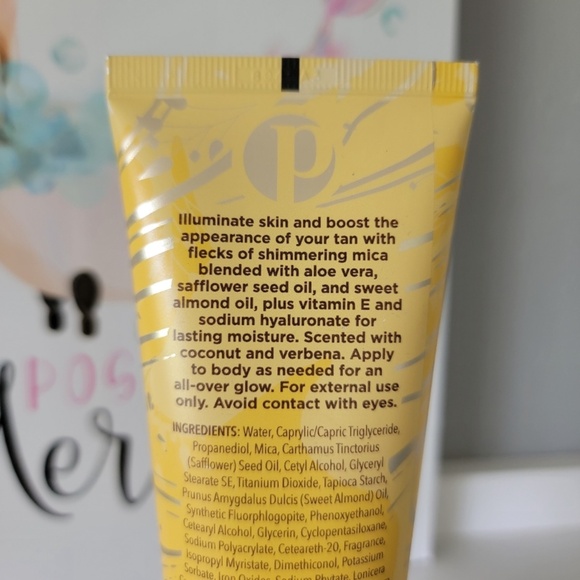 p
Illuminate skin and boost the
appearance of your tan with
flecks of shimmering mica
blended with aloe vera,
safflower seed oil, and sweet
almond oil, plus vitamin E and
sodium hyaluronate for
lasting moisture. Scented with
coconut and verbena. Apply
to body as needed for an
all-over glow. For external use
only. Avoid contact with eyes.
INGREDIENTS: Water, Caprylic/Capric Triglyceride,
Propanediol, Mica, Carthamus Tinctorius
(Safflower) Seed Oil, Cetyl Alcohol, Glyceryl
Stearate SE, Titanium Dioxide, Tapioca Starch,
Prunus Amygdalus Dulcis (Sweet Almond) Oil,
Synthetic Fluorphlogopite, Phenoxyethanol,
Cetearyl Alcohol, Glycerin, Cyclopentasiloxane,
Sodium Polyacrylate, Ceteareth-20, Fragrance,
Isopropyl Myristate, Dimethiconol, Potassium
Sorbate, Iron Oxides, Sodium Phytate, Lonicera
POS
Mer